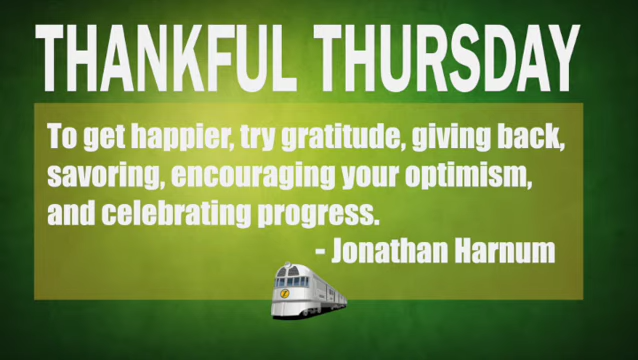 THANKFUL THURSDAY
To get happier, try gratitude, giving back,
savoring, encouraging your optimism,
and celebrating progress.
- Jonathan Harnum